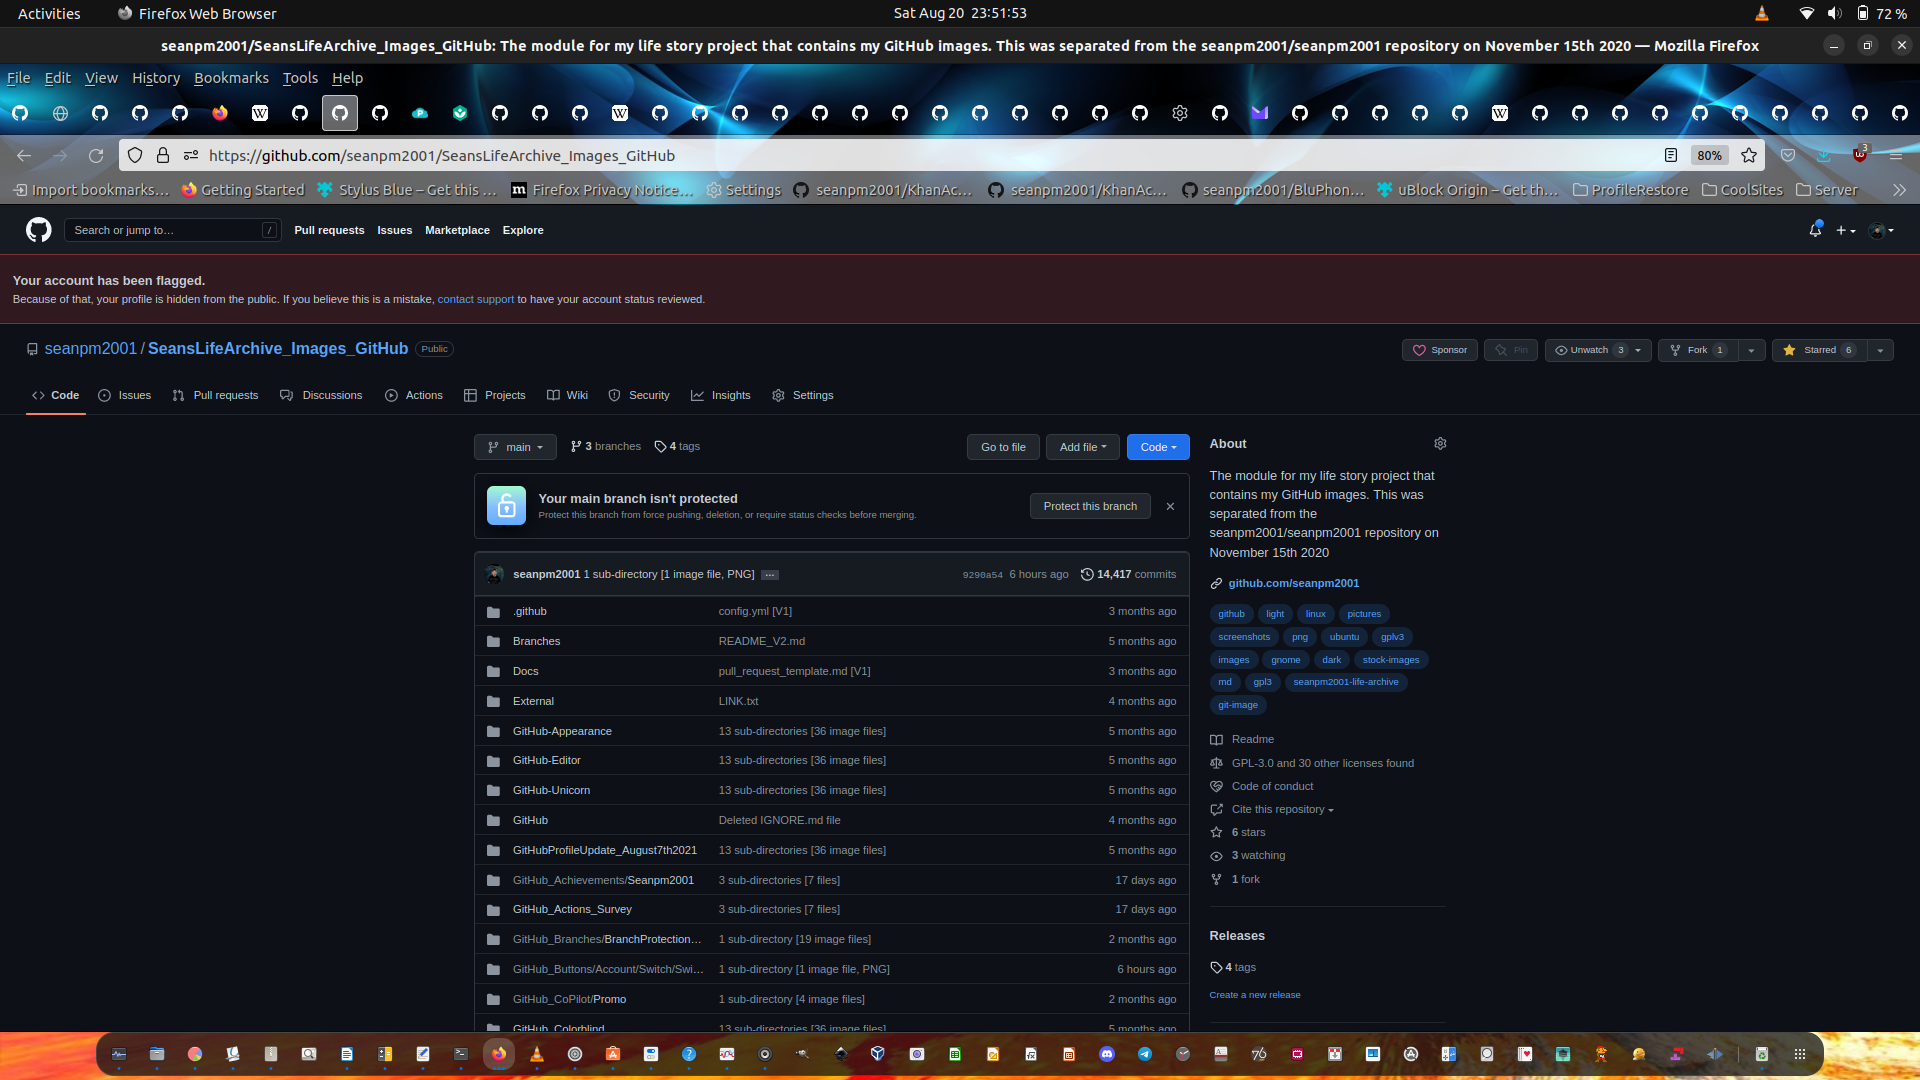 Activities
Firefox Web Browser
Sat Aug 20 23:51:53
72 %
seanpm2001/SeansLifeArchive_Images_GitHub: The module for my life story project that contains my GitHub images. This was separated from the seanpm2001/seanpm2001 repository on November 15th 2020 — Mozilla Firefox
File Edit View History Bookmarks Tools Help
https://github.com/seanpm2001/SeansLifeArchive_Images_GitHub
80%
3
Import bookmarks… Getting Started Stylus Blue – Get this … Firefox Privacy Notice… Settings seanpm2001/KhanAc… seanpm2001/KhanAc… seanpm2001/BluPhon… uBlock Origin – Get th… ProfileRestore CoolSites Server
Search or jump to… /
Pull requests Issues Marketplace Explore
Your account has been flagged.
Because of that, your profile is hidden from the public. If you believe this is a mistake, contact support to have your account status reviewed.
seanpm2001 / SeansLifeArchive_Images_GitHub Public
Sponsor Pin Unwatch 3 Fork 1 Starred 6
Code Issues Pull requests Discussions Actions Projects Wiki Security Insights Settings
main 3 branches 4 tags Go to file Add file Code
Your main branch isn't protected
Protect this branch from force pushing, deletion, or require status checks before merging.
Protect this branch
seanpm2001 1 sub-directory [1 image file, PNG] … 9290a54 6 hours ago 14,417 commits
.github config.yml [V1] 3 months ago
Branches README_V2.md 5 months ago
Docs pull_request_template.md [V1] 3 months ago
External LINK.txt 4 months ago
GitHub-Appearance 13 sub-directories [36 image files] 5 months ago
GitHub-Editor 13 sub-directories [36 image files] 5 months ago
GitHub-Unicorn 13 sub-directories [36 image files] 5 months ago
GitHub Deleted IGNORE.md file 4 months ago
GitHubProfileUpdate_August7th2021 13 sub-directories [36 image files] 5 months ago
GitHub_Achievements/Seanpm2001 3 sub-directories [7 files] 17 days ago
GitHub_Actions_Survey 3 sub-directories [7 files] 17 days ago
GitHub_Branches/BranchProtection… 1 sub-directory [19 image files] 2 months ago
GitHub_Buttons/Account/Switch/Swi… 1 sub-directory [1 image file, PNG] 6 hours ago
GitHub_CoPilot/Promo 1 sub-directory [4 image files] 2 months ago
GitHub_Colorblind 13 sub-directories [36 image files] 5 months ago
About
The module for my life story project that
contains my GitHub images. This was
separated from the
seanpm2001/seanpm2001 repository on
November 15th 2020
github.com/seanpm2001
github light linux pictures
screenshots png ubuntu gplv3
images gnome dark stock-images
md gpl3 seanpm2001-life-archive
git-image
Readme
GPL-3.0 and 30 other licenses found
Code of conduct
Cite this repository
6 stars
3 watching
1 fork
Releases
4 tags
Create a new release